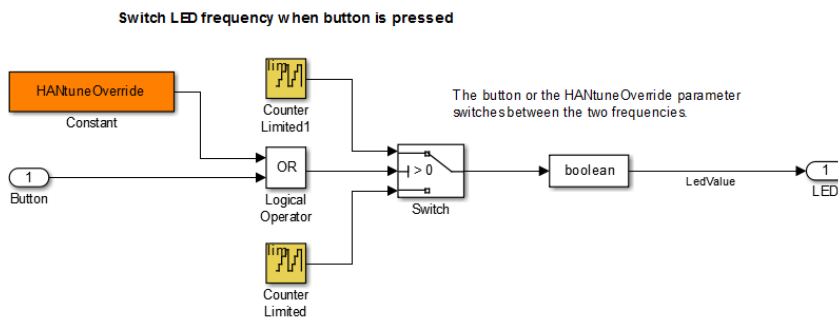 Switch LED frequency when button is pressed
HANtuneOverride
Constant
lim
Counter
Limited1
The button or the HANtuneOverride parameter
switches between the two frequencies.
OR
Logical
Operator
> 0
Switch
boolean
LedValue
1
LED
1
Button
lim
Counter
Limited